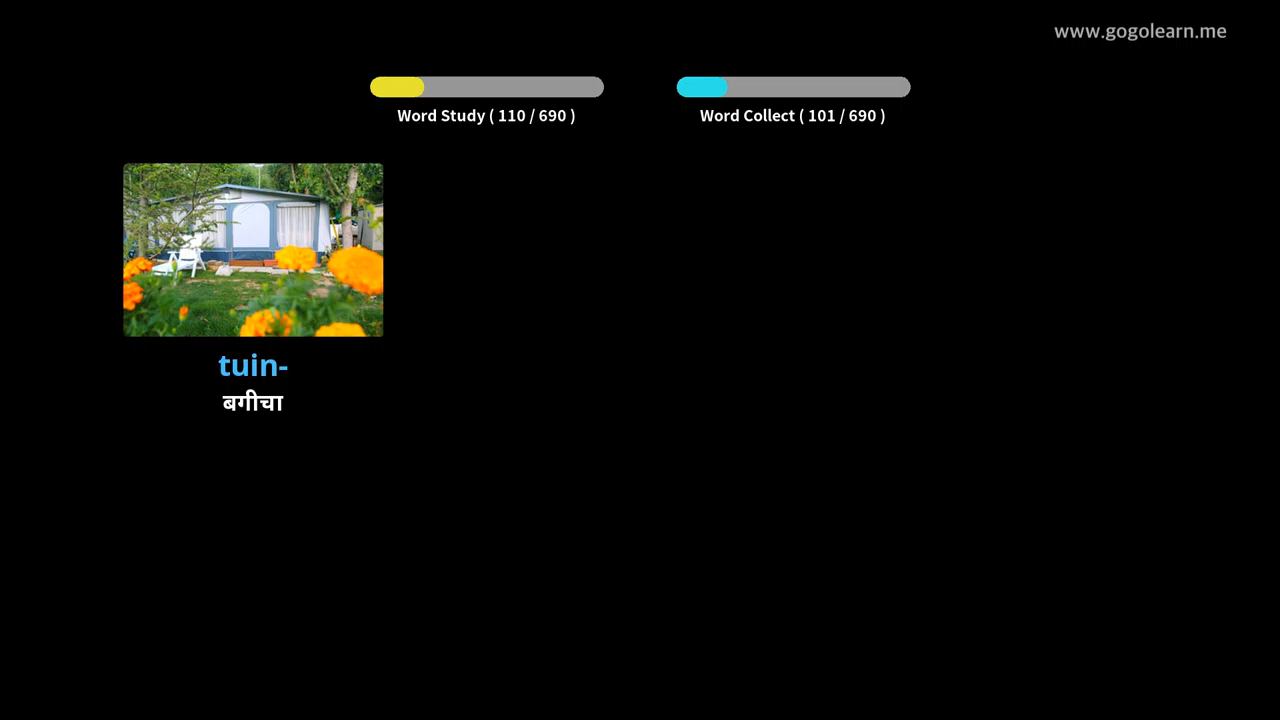 www.gogolearn.me
Word Study ( 110 / 690 )
Word Collect ( 101 / 690 )
tuin-
बगीचा